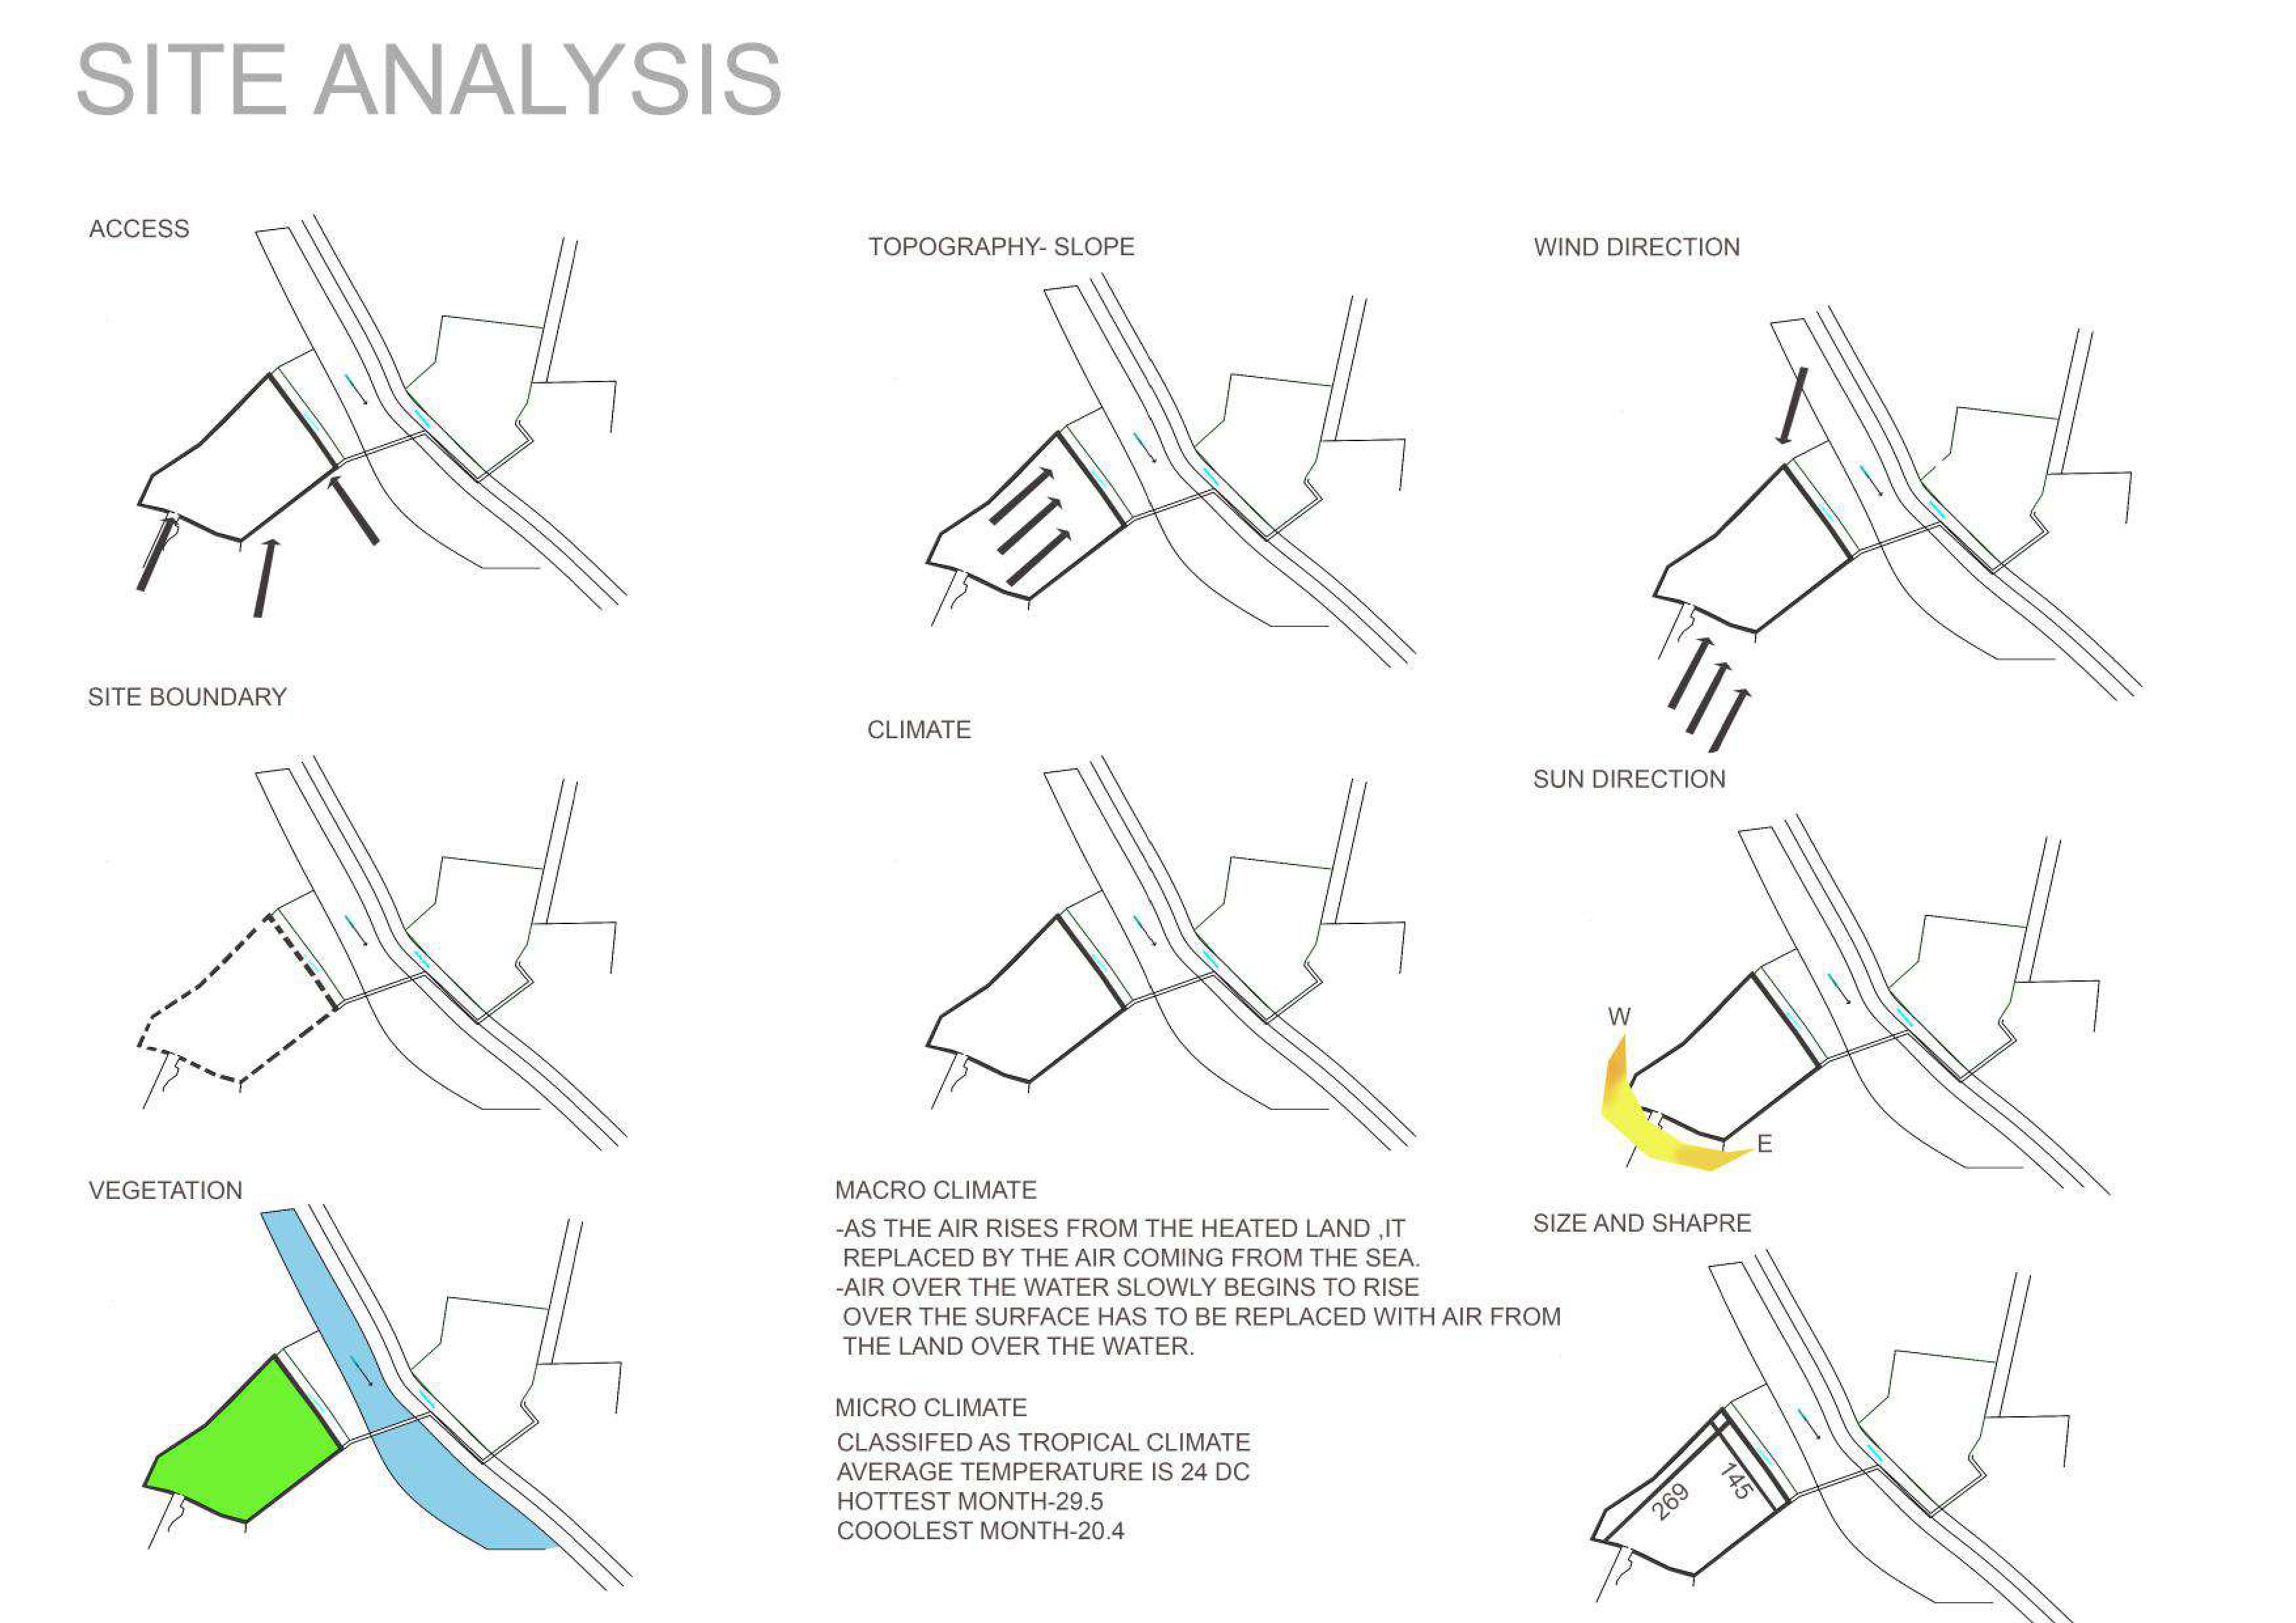 SITE ANALYSIS
ACCESS
TOPOGRAPHY- SLOPE
WIND DIRECTION
SITE BOUNDARY
CLIMATE
SUN DIRECTION
W
E
VEGETATION
MACRO CLIMATE
-AS THE AIR RISES FROM THE HEATED LAND ,IT
REPLACED BY THE AIR COMING FROM THE SEA.
-AIR OVER THE WATER SLOWLY BEGINS TO RISE
OVER THE SURFACE HAS TO BE REPLACED WITH AIR FROM
THE LAND OVER THE WATER.
MICRO CLIMATE
CLASSIFED AS TROPICAL CLIMATE
AVERAGE TEMPERATURE IS 24 DC
HOTTEST MONTH-29.5
COOOLEST MONTH-20.4
SIZE AND SHAPRE
269
145